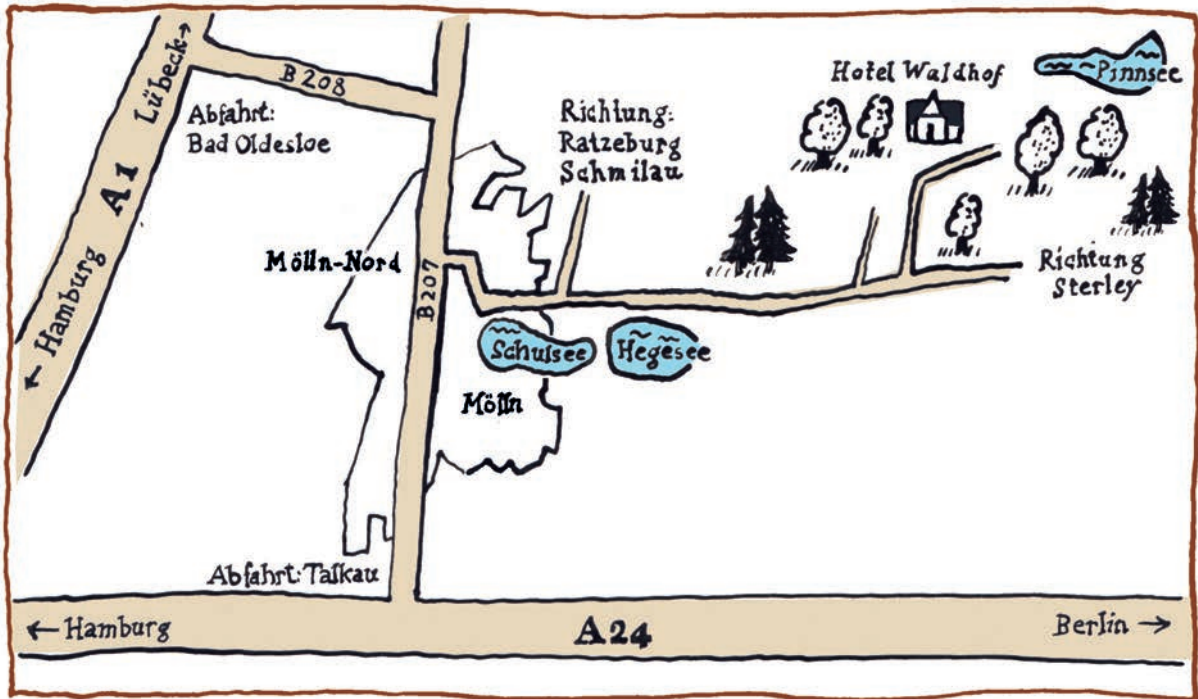 Lübeck →
B 208
Abfahrt:
Bad Oldesloe
A1
← Hamburg
Richtung:
Ratzeburg
Schmilau
Hotel Waldhof
Pinnsee
Mölln-Nord
B207
Richtung
Sterley
Schulsee
Hegesee
Mölln
Abfahrt: Talkau
← Hamburg
A24
Berlin →